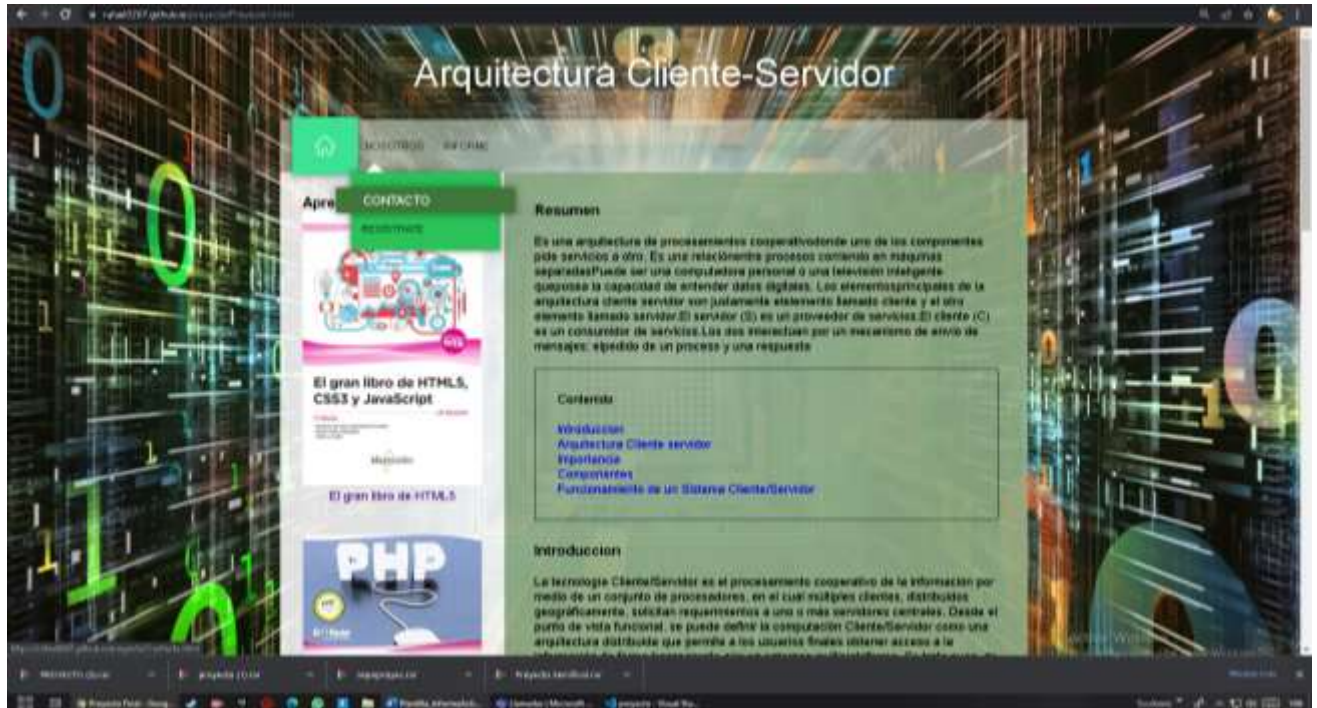 Arquitectura Cliente-Servidor
NOSOTROS INFORME
CONTACTO
REGISTRATE
Apre
El gran libro de HTML5,
CSS3 y JavaScript
El gran libro de HTML5
PHP
Resumen
Es una arquitectura de procesamientos cooperativodonde uno de los componentes
pide servicios a otro. Es una relaciónentre procesos corriendo en máquinas
separadasPuede ser una computadora personal o una televisión inteligente
queposea la capacidad de entender datos digitales. Los elementosprincipales de la
arquitectura cliente servidor son justamente elelemento llamado cliente y el otro
elemento llamado servidor.El servidor (S) es un proveedor de servicios.El cliente (C)
es un consumidor de servicios.Los dos interactuan por un mecanismo de envio de
mensajes: elpedido de un process y una respuesta
Contenido
Introduccion
Arquitectura Cliente servidor
Importancia
Componentes
Funcionamiento de un Sistema Cliente/Servidor
Introduccion
La tecnología Cliente/Servidor es el procesamiento cooperativo de la información por
medio de un conjunto de procesadores, en el cual múltiples clientes, distribuidos
geográficamente, solicitan requerimientos a uno o más servidores centrales. Desde el
punto de vista funcional, se puede definir la computación Cliente/Servidor como una
arquitectura distribuida que permite a los usuarios finales obtener acceso a la